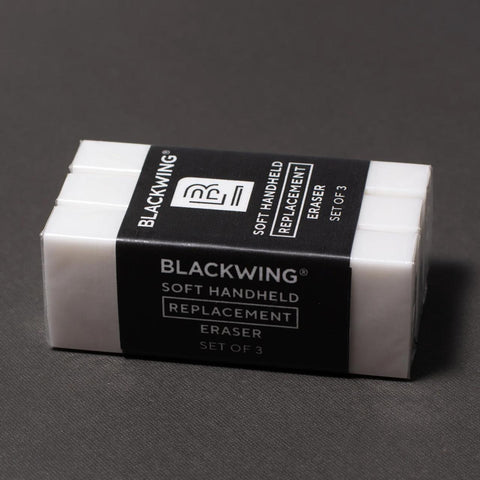 BLACKWING®
SOFT HANDHELD
REPLACEMENT
ERASER
SET OF 3
BLACKWING®
SOFT HANDHELD
REPLACEMENT
ERASER
SET OF 3